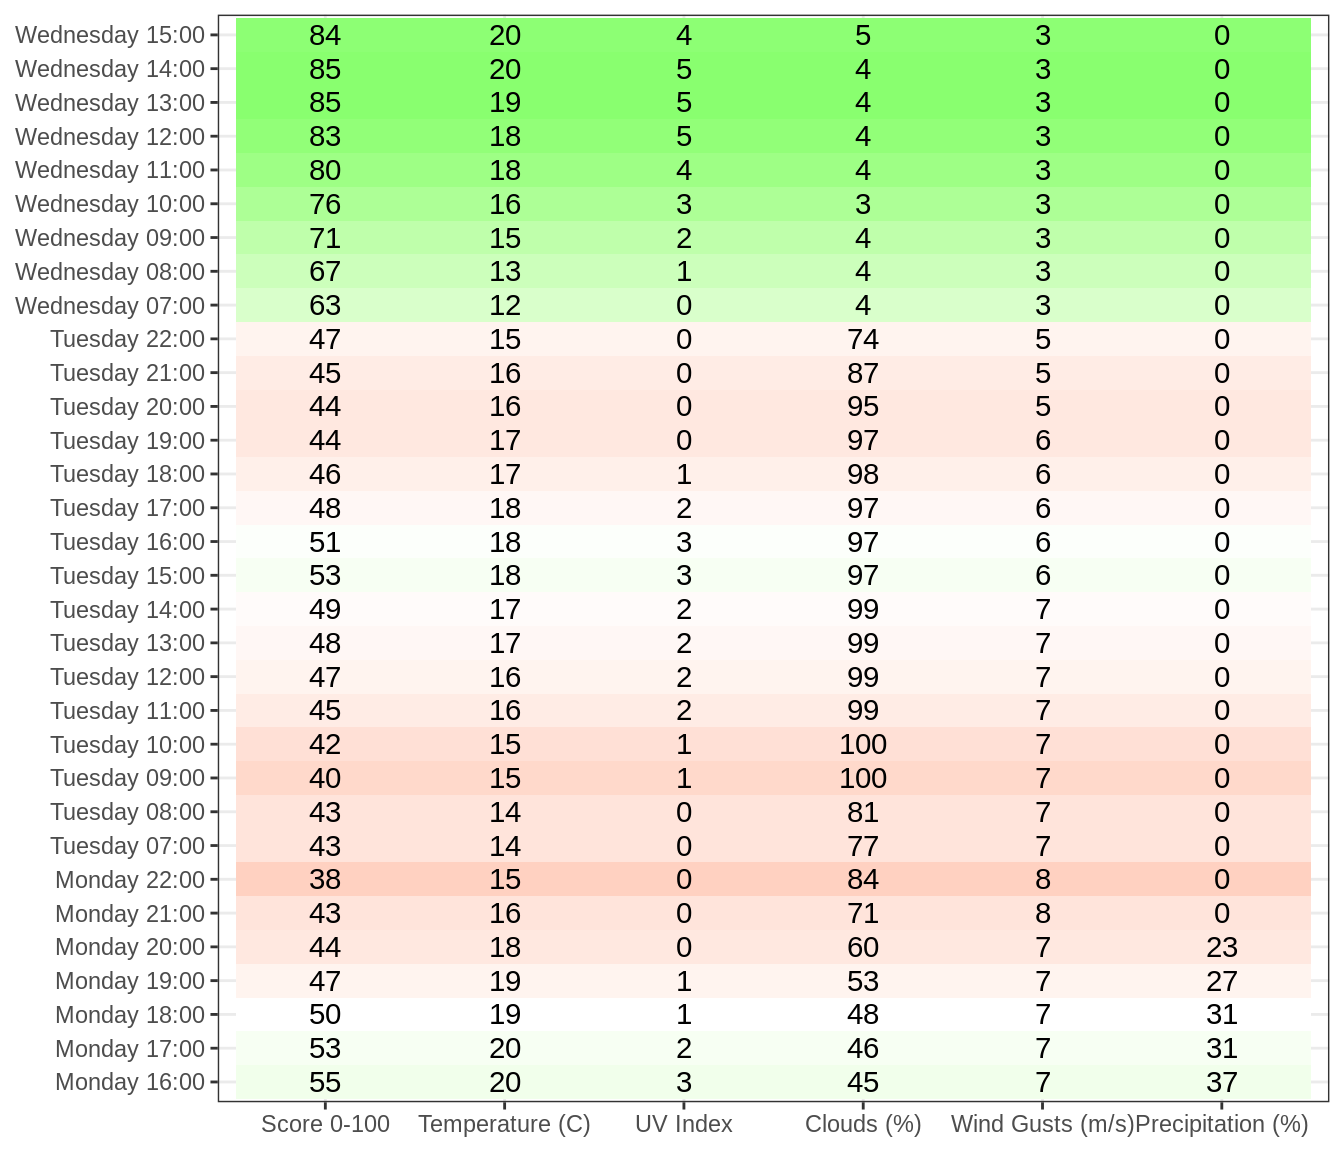 Wednesday 15:00 84 20 4 5 3 0
Wednesday 14:00 85 20 5 4 3 0
Wednesday 13:00 85 19 5 4 3 0
Wednesday 12:00 83 18 5 4 3 0
Wednesday 11:00 80 18 4 4 3 0
Wednesday 10:00 76 16 3 3 3 0
Wednesday 09:00 71 15 2 4 3 0
Wednesday 08:00 67 13 1 4 3 0
Wednesday 07:00 63 12 0 4 3 0
Tuesday 22:00 47 15 0 74 5 0
Tuesday 21:00 45 16 0 87 5 0
Tuesday 20:00 44 16 0 95 5 0
Tuesday 19:00 44 17 0 97 6 0
Tuesday 18:00 46 17 1 98 6 0
Tuesday 17:00 48 18 2 97 6 0
Tuesday 16:00 51 18 3 97 6 0
Tuesday 15:00 53 18 3 97 6 0
Tuesday 14:00 49 17 2 99 7 0
Tuesday 13:00 48 17 2 99 7 0
Tuesday 12:00 47 16 2 99 7 0
Tuesday 11:00 45 16 2 99 7 0
Tuesday 10:00 42 15 1 100 7 0
Tuesday 09:00 40 15 1 100 7 0
Tuesday 08:00 43 14 0 81 7 0
Tuesday 07:00 43 14 0 77 7 0
Monday 22:00 38 15 0 84 8 0
Monday 21:00 43 16 0 71 8 0
Monday 20:00 44 18 0 60 7 23
Monday 19:00 47 19 1 53 7 27
Monday 18:00 50 19 1 48 7 31
Monday 17:00 53 20 2 46 7 31
Monday 16:00 55 20 3 45 7 37
Score 0-100 Temperature (C) UV Index Clouds (%) Wind Gusts (m/s) Precipitation (%)